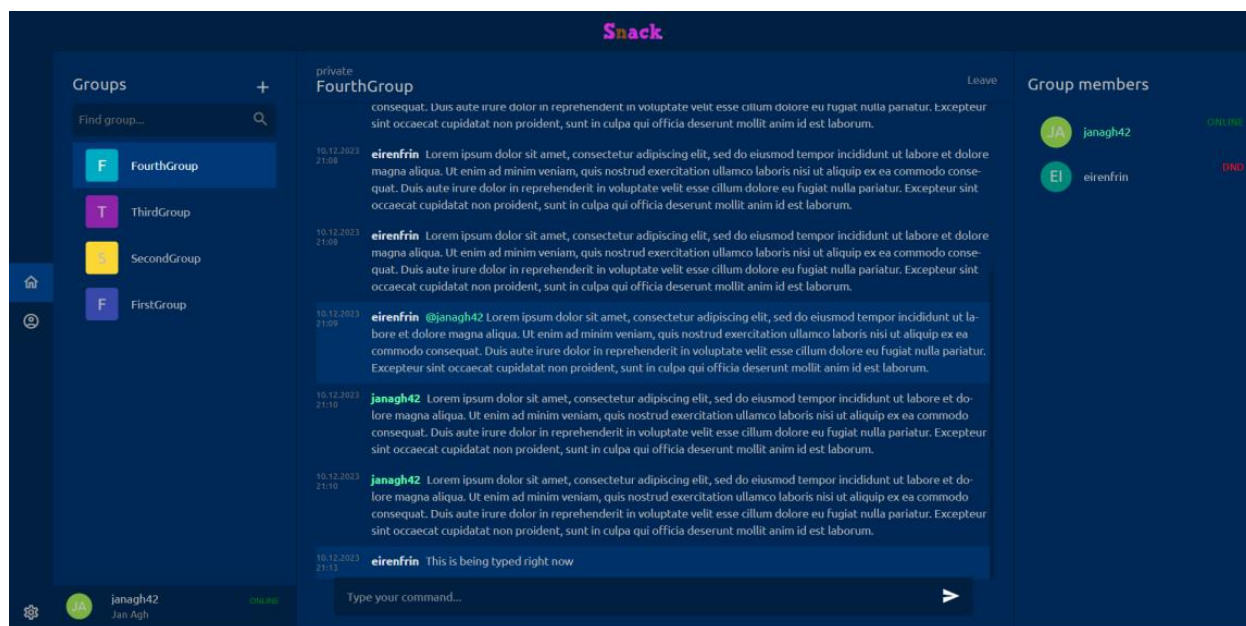 Snack
Groups
+
Find group...
F
FourthGroup
T
ThirdGroup
S
SecondGroup
F
FirstGroup
JA
janagh42
ONLINE
Jan Agh
private
FourthGroup
Leave
consequat. Duis aute irure dolor in reprehenderit in voluptate velit esse cillum dolore eu fugiat nulla pariatur. Excepteur
sint occaecat cupidatat non proident, sunt in culpa qui officia deserunt mollit anim id est laborum.
10.12.2023
21:08
eirenfrin Lorem ipsum dolor sit amet, consectetur adipiscing elit, sed do eiusmod tempor incididunt ut labore et dolore
magna aliqua. Ut enim ad minim veniam, quis nostrud exercitation ullamco laboris nisi ut aliquip ex ea commodo conse-
quat. Duis aute irure dolor in reprehenderit in voluptate velit esse cillum dolore eu fugiat nulla pariatur. Excepteur sint
occaecat cupidatat non proident, sunt in culpa qui officia deserunt mollit anim id est laborum.
10.12.2023
21:08
eirenfrin Lorem ipsum dolor sit amet, consectetur adipiscing elit, sed do eiusmod tempor incididunt ut labore et dolore
magna aliqua. Ut enim ad minim veniam, quis nostrud exercitation ullamco laboris nisi ut aliquip ex ea commodo conse-
quat. Duis aute irure dolor in reprehenderit in voluptate velit esse cillum dolore eu fugiat nulla pariatur. Excepteur sint
occaecat cupidatat non proident, sunt in culpa qui officia deserunt mollit anim id est laborum.
10.12.2023
21:09
eirenfrin @janagh42 Lorem ipsum dolor sit amet, consectetur adipiscing elit, sed do eiusmod tempor incididunt ut la-
bore et dolore magna aliqua. Ut enim ad minim veniam, quis nostrud exercitation ullamco laboris nisi ut aliquip ex ea
commodo consequat. Duis aute irure dolor in reprehenderit in voluptate velit esse cillum dolore eu fugiat nulla pariatur.
Excepteur sint occaecat cupidatat non proident, sunt in culpa qui officia deserunt mollit anim id est laborum.
10.12.2023
21:10
janagh42 Lorem ipsum dolor sit amet, consectetur adipiscing elit, sed do eiusmod tempor incididunt ut labore et do-
lore magna aliqua. Ut enim ad minim veniam, quis nostrud exercitation ullamco laboris nisi ut aliquip ex ea commodo
consequat. Duis aute irure dolor in reprehenderit in voluptate velit esse cillum dolore eu fugiat nulla pariatur. Excepteur
sint occaecat cupidatat non proident, sunt in culpa qui officia deserunt mollit anim id est laborum.
10.12.2023
21:10
janagh42 Lorem ipsum dolor sit amet, consectetur adipiscing elit, sed do eiusmod tempor incididunt ut labore et do-
lore magna aliqua. Ut enim ad minim veniam, quis nostrud exercitation ullamco laboris nisi ut aliquip ex ea commodo
consequat. Duis aute irure dolor in reprehenderit in voluptate velit esse cillum dolore eu fugiat nulla pariatur. Excepteur
sint occaecat cupidatat non proident, sunt in culpa qui officia deserunt mollit anim id est laborum.
10.12.2023
21:13
eirenfrin This is being typed right now
Type your command...
Group members
JA
janagh42
ONLINE
EI
eirenfrin
DND